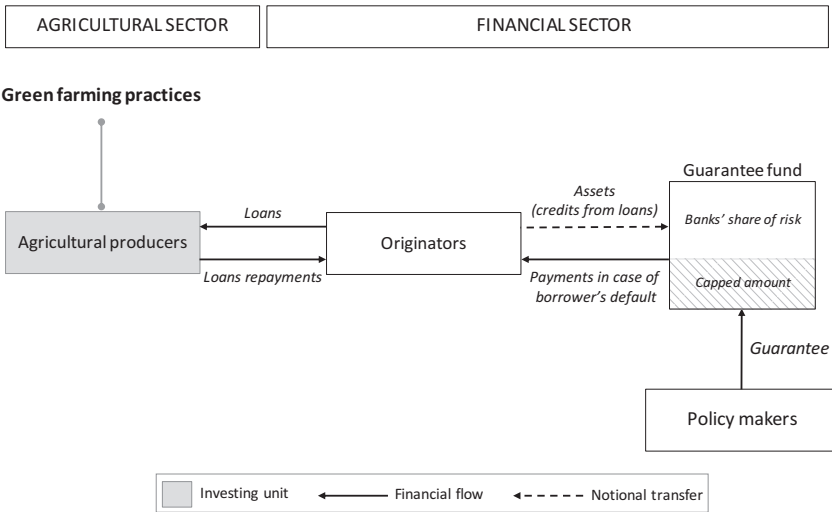 AGRICULTURAL SECTOR
FINANCIAL SECTOR
Green farming practices
Guarantee fund
Assets
(credits from loans)
Banks' share of risk
Loans
Agricultural producers
Originators
Loans repayments
Payments in case of
borrower's default
Capped amount
Guarantee
Policy makers
Investing unit
Financial flow
Notional transfer